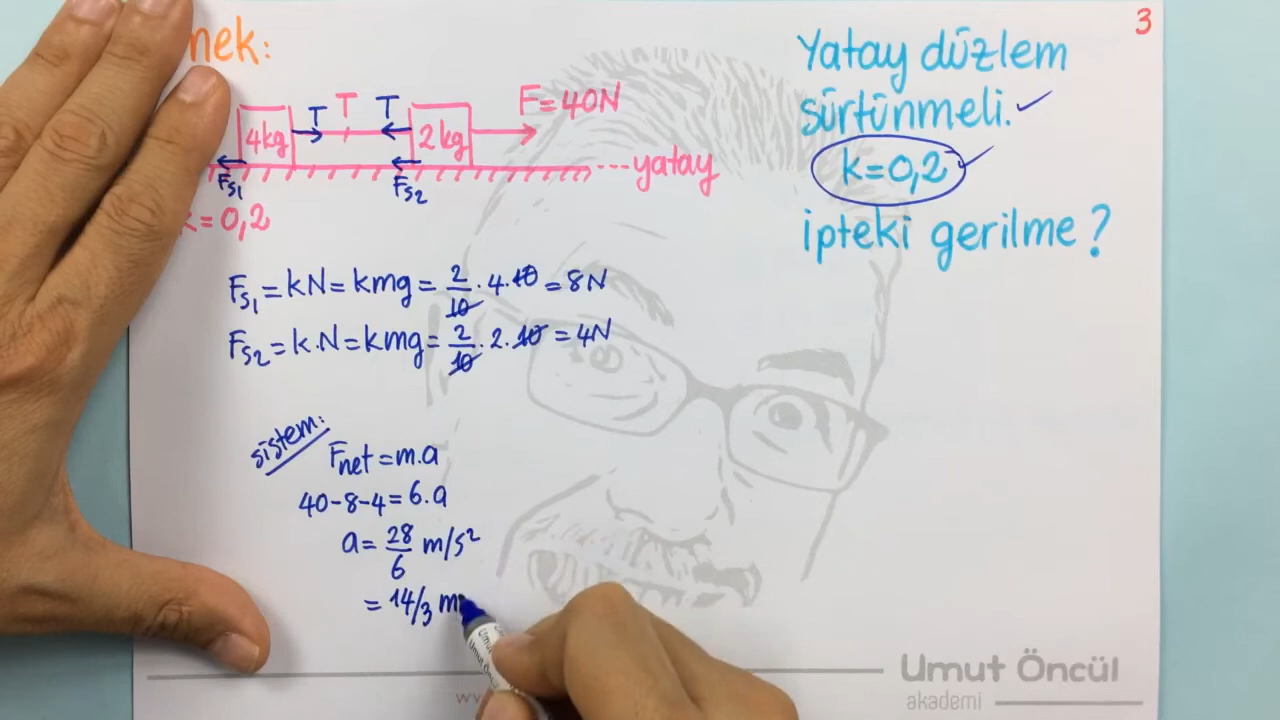 3
nek:
Yatay düzlem
sürtünmeli.
k=0,2
ipteki gerilme?
T T T F=40N
4kg 2kg
...yatay
Fs1 Fs2
= 0,2
Fs1=kN=kmg=2/10.4.10=8N
Fs2=k.N=kmg=2/10.2.10=4N
sistem:
Fnet=m.a
40-8-4=6.a
a=28/6 m/s²
=14/3 m
Umut Öncül
akademi